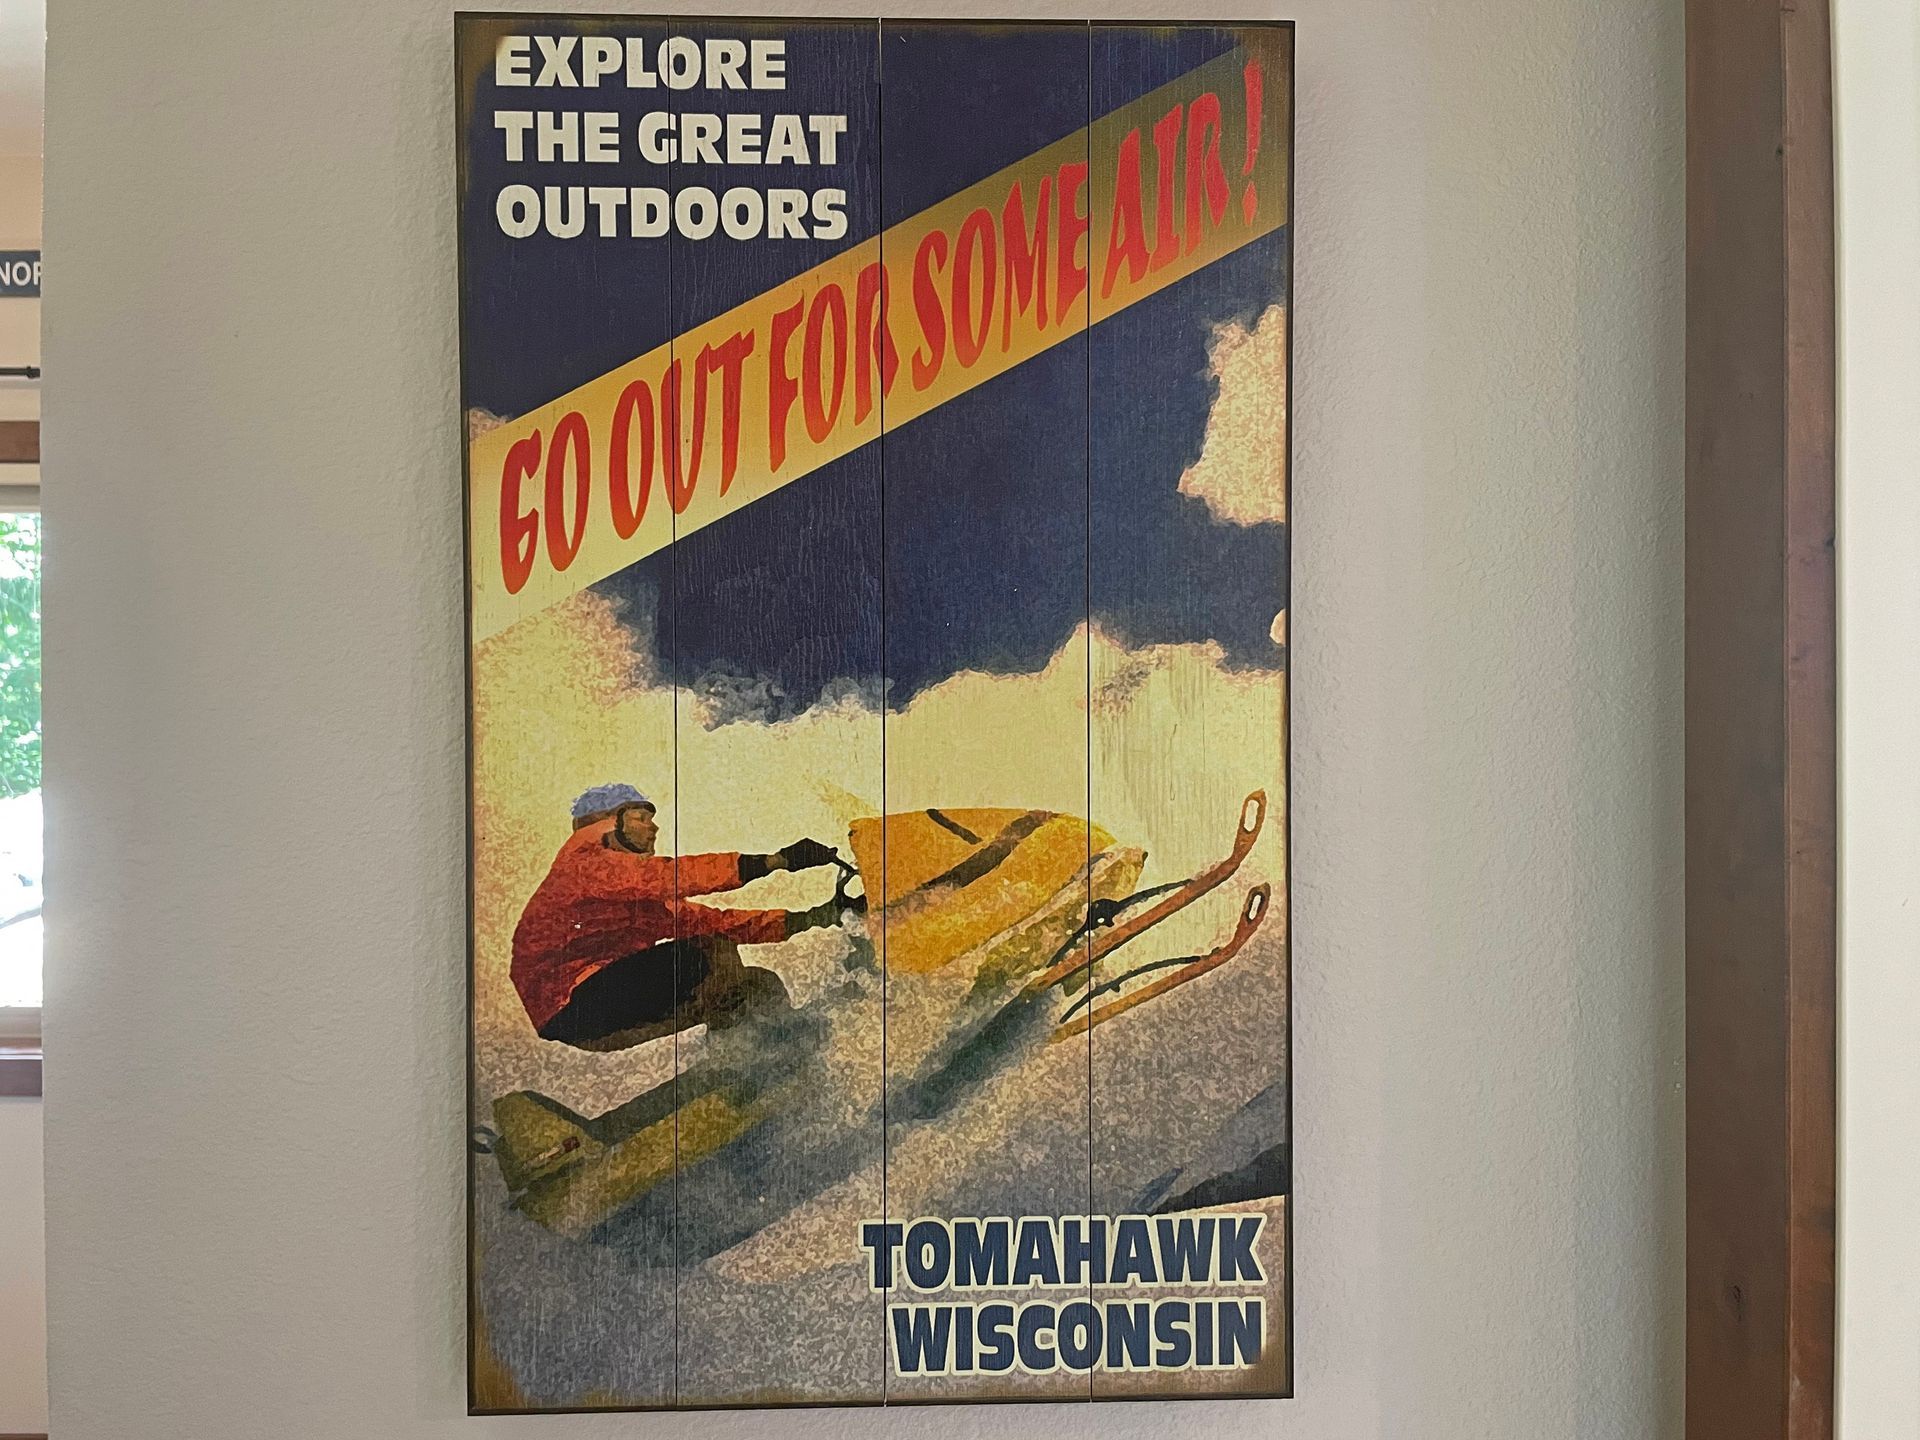 EXPLORE
THE GREAT
OUTDOORS
GO OUT FOR SOME AIR!
TOMAHAWK
WISCONSIN